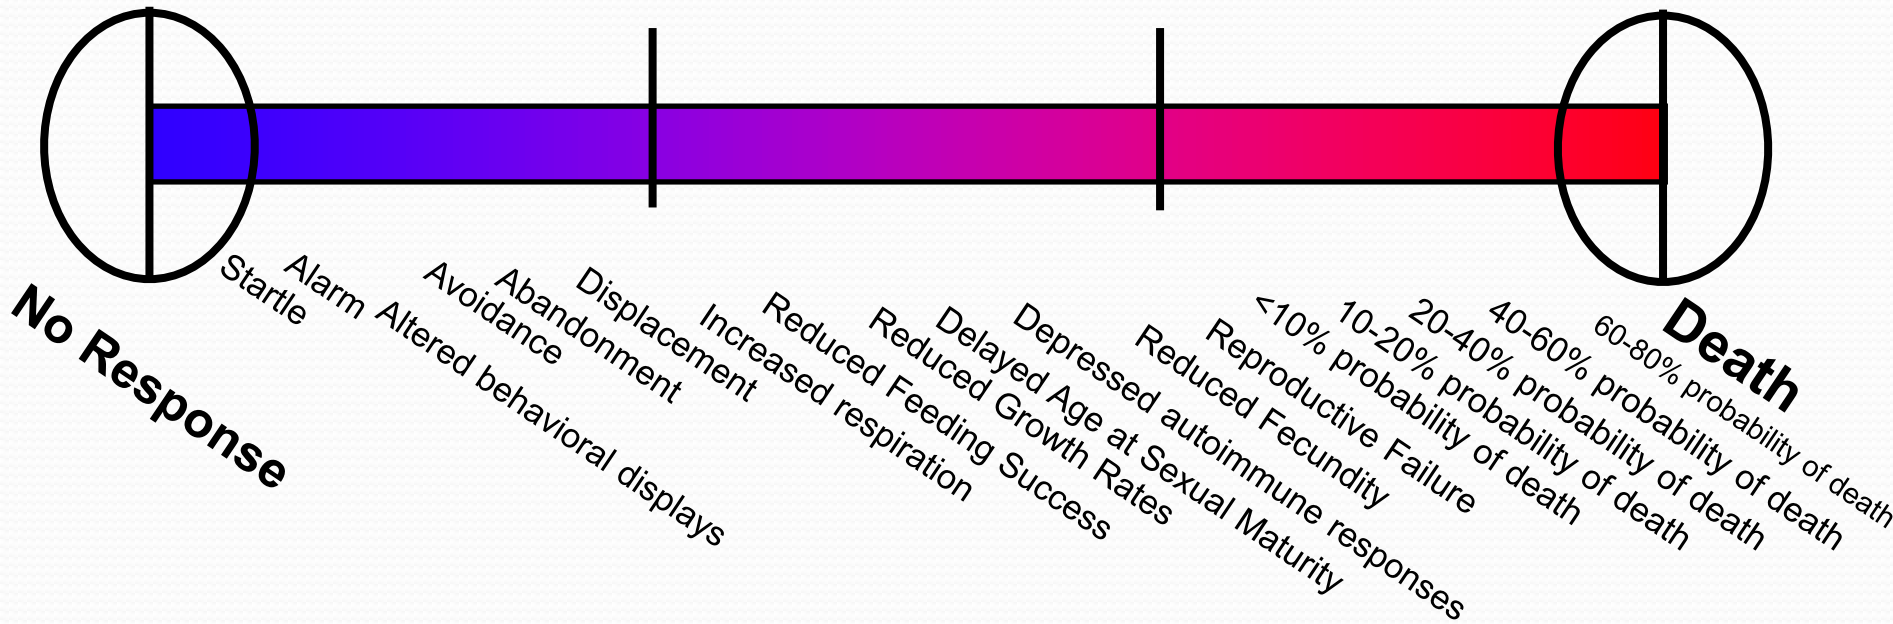 No Response
Startle
Alarm
Altered behavioral displays
Avoidance
Abandonment
Displacement
Increased respiration
Reduced Feeding Success
Reduced Growth Rates
Delayed Age at Sexual Maturity
Depressed autoimmune responses
Reduced Fecundity
Reproductive Failure
<10% probability of death
10-20% probability of death
20-40% probability of death
40-60% probability of death
60-80% probability of death
Death